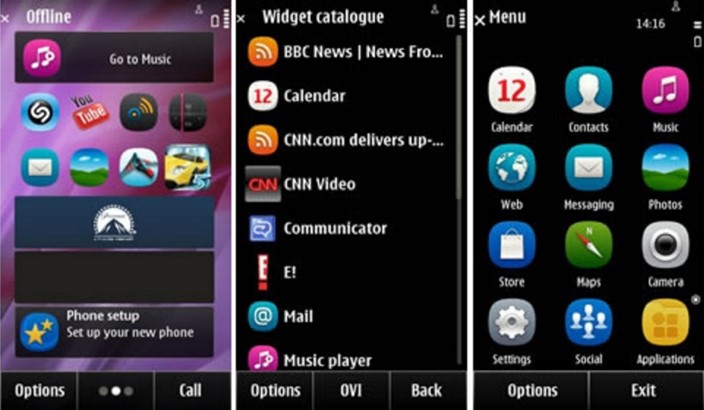 Offline
Go to Music
You
Tube
Paramount
Phone setup
Set up your new phone
Options
Call
Widget catalogue
BBC News | News Fro...
12
Calendar
CNN.com delivers up-...
CNN
CNN Video
Communicator
E!
E!
@
Mail
Music player
Options
OVI
Back
Menu
14:16
12
Calendar
Contacts
Music
Web
Messaging
Photos
N
Store
Maps
Camera
Settings
Social
Applications
Options
Exit